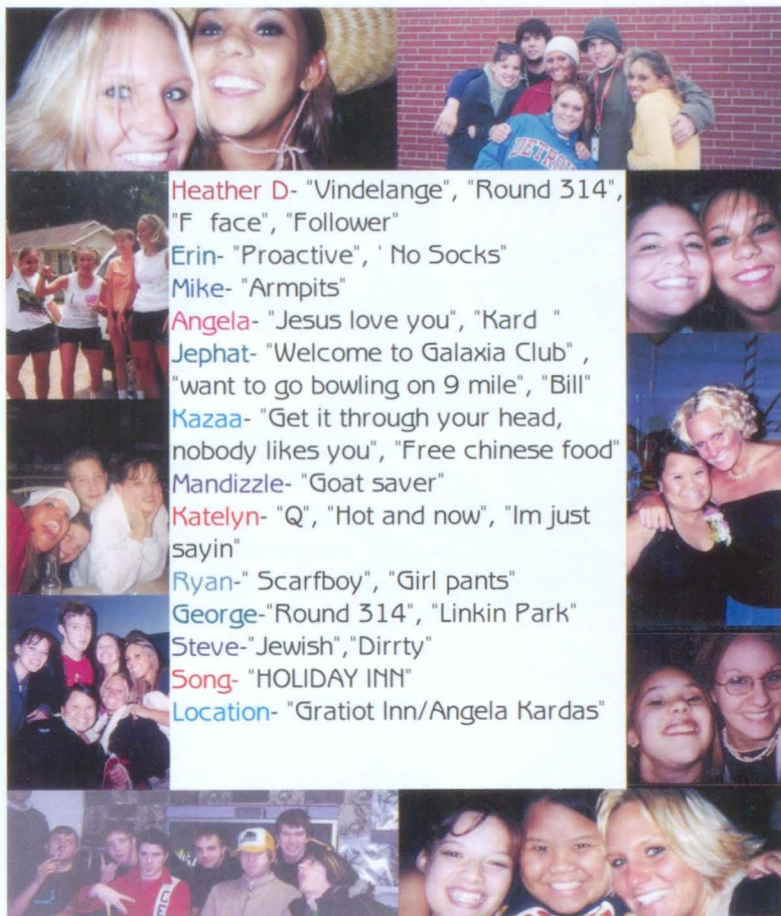 DETROI
Heather D- "Vindelange", "Round 314",
"F face", "Follower"
Erin- "Proactive", ' No Socks"
Mike- "Armpits"
Angela- "Jesus love you", "Kard "
Jephat- "Welcome to Galaxia Club" ,
"want to go bowling on 9 mile", "Bill"
Kazaa- "Get it through your head,
nobody likes you", "Free chinese food"
Mandizzle- "Goat saver"
Katelyn- "Q", "Hot and now", "Im just
sayin"
Ryan-" Scarfboy", "Girl pants"
George-"Round 314", "Linkin Park"
Steve-"Jewish","Dirrty"
Song- "HOLIDAY INN"
Location- "Gratiot Inn/Angela Kardas"